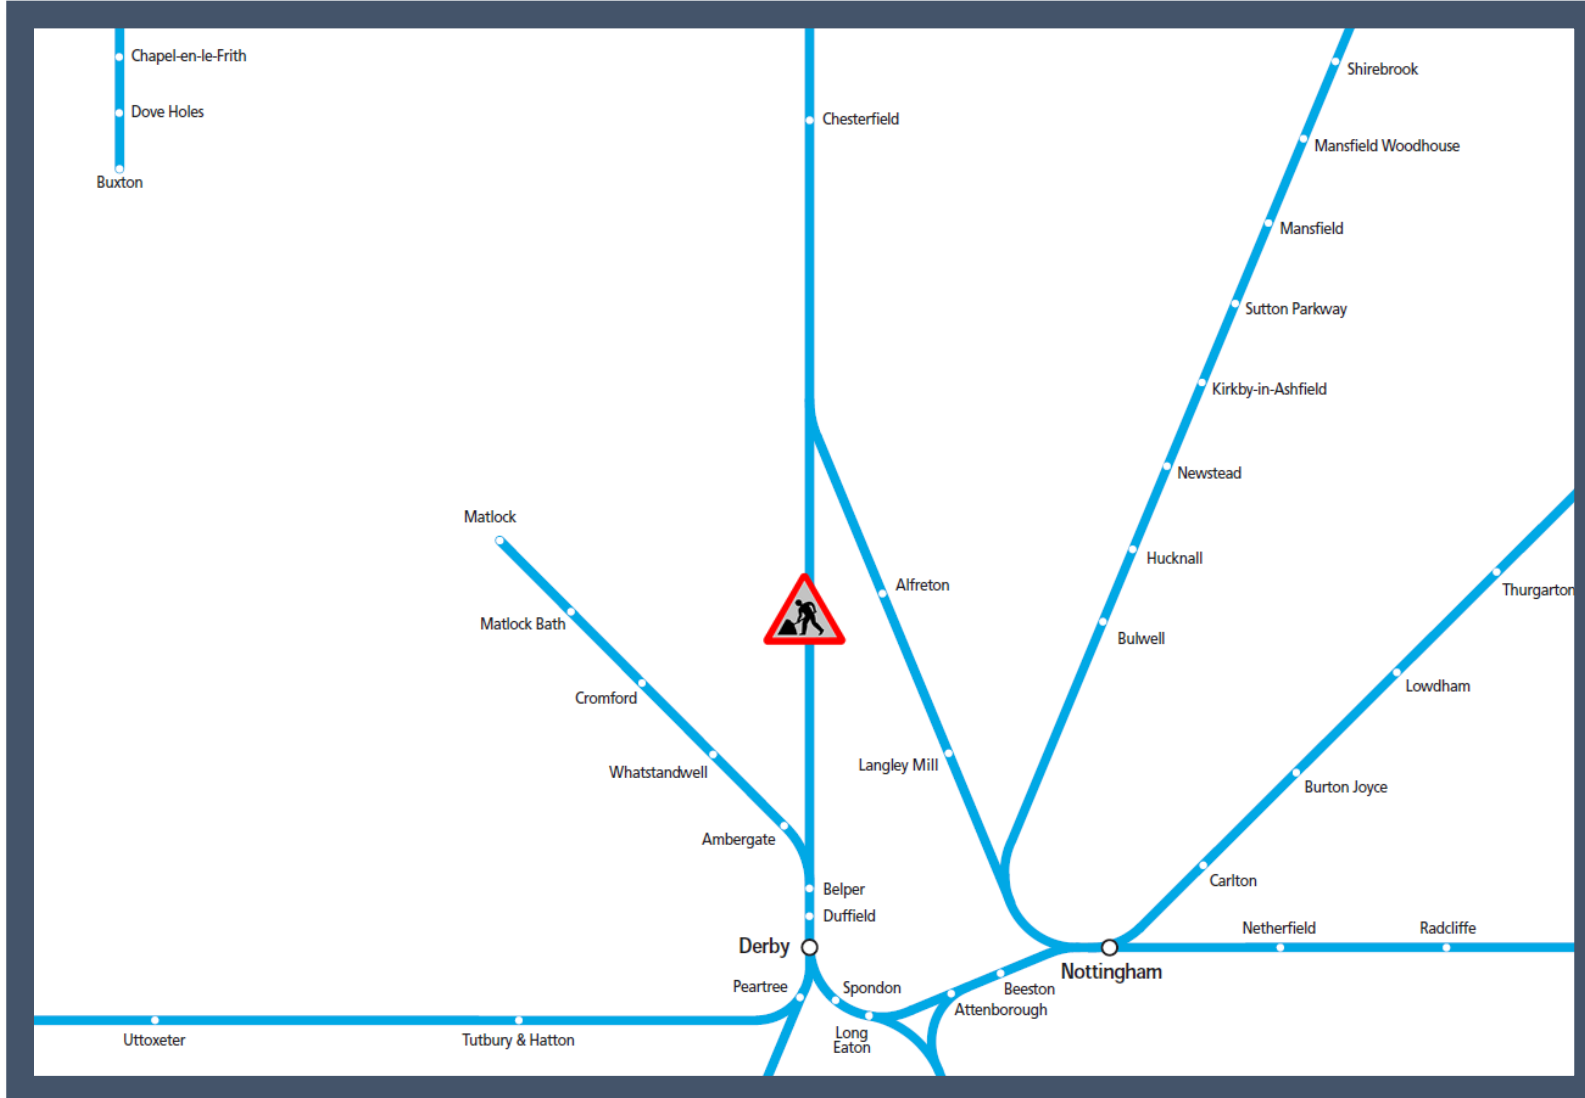 Chapel-en-le-Frith
Shirebrook
Dove Holes
Chesterfield
Mansfield Woodhouse
Buxton
Mansfield
Sutton Parkway
Kirkby-in-Ashfield
Newstead
Matlock
Hucknall
Alfreton
Thurgarton
Matlock Bath
Bulwell
Lowdham
Cromford
Langley Mill
Whatstandwell
Burton Joyce
Ambergate
Carlton
Belper
Duffield
Netherfield
Radcliffe
Derby
Nottingham
Peartree
Spondon
Beeston
Attenborough
Long
Eaton
Uttoxeter
Tutbury & Hatton